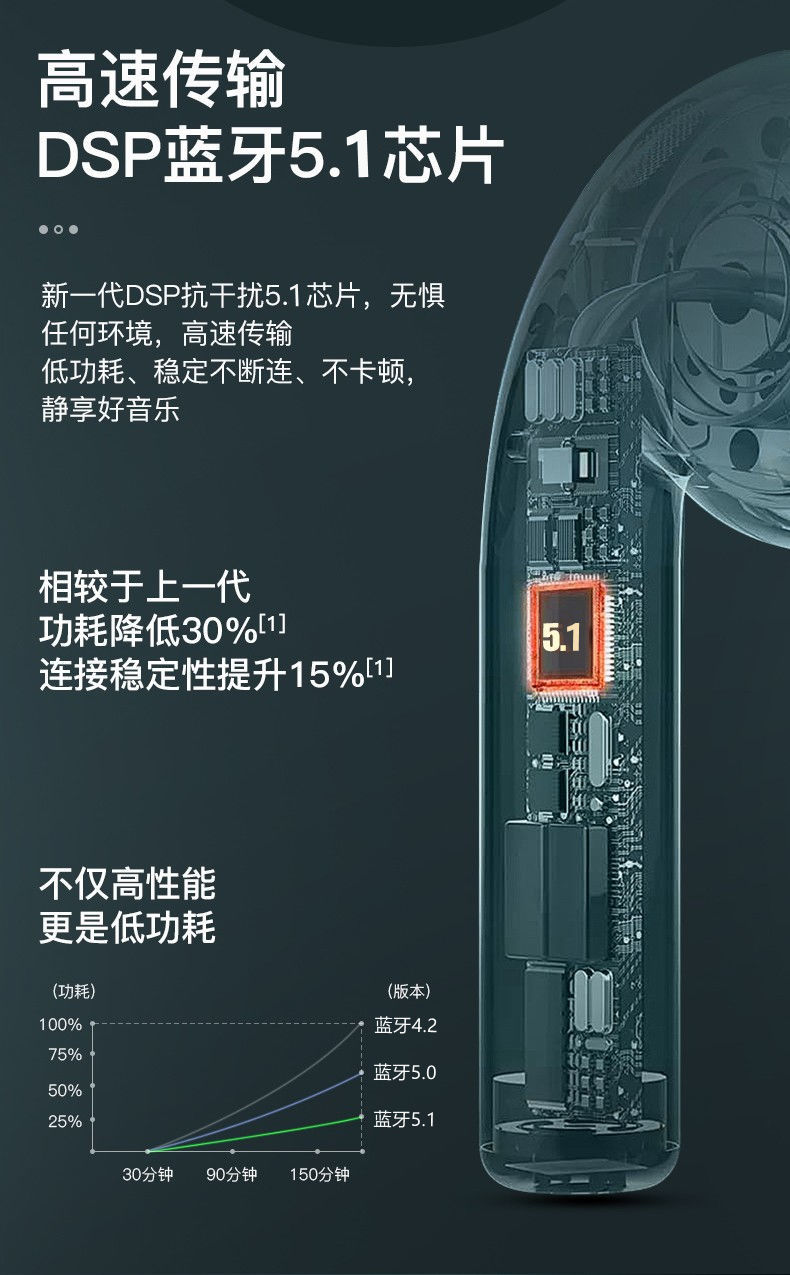 高速传输
DSP蓝牙5.1芯片
新一代DSP抗干扰5.1芯片，无惧
任何环境，高速传输
低功耗、稳定不断连、不卡顿，
静享好音乐
5.1
相较于上一代
功耗降低30%[1]
连接稳定性提升15%[1]
不仅高性能
更是低功耗
（功耗）
（版本）
100%
蓝牙4.2
75%
蓝牙5.0
50%
蓝牙5.1
25%
30分钟
90分钟
150分钟